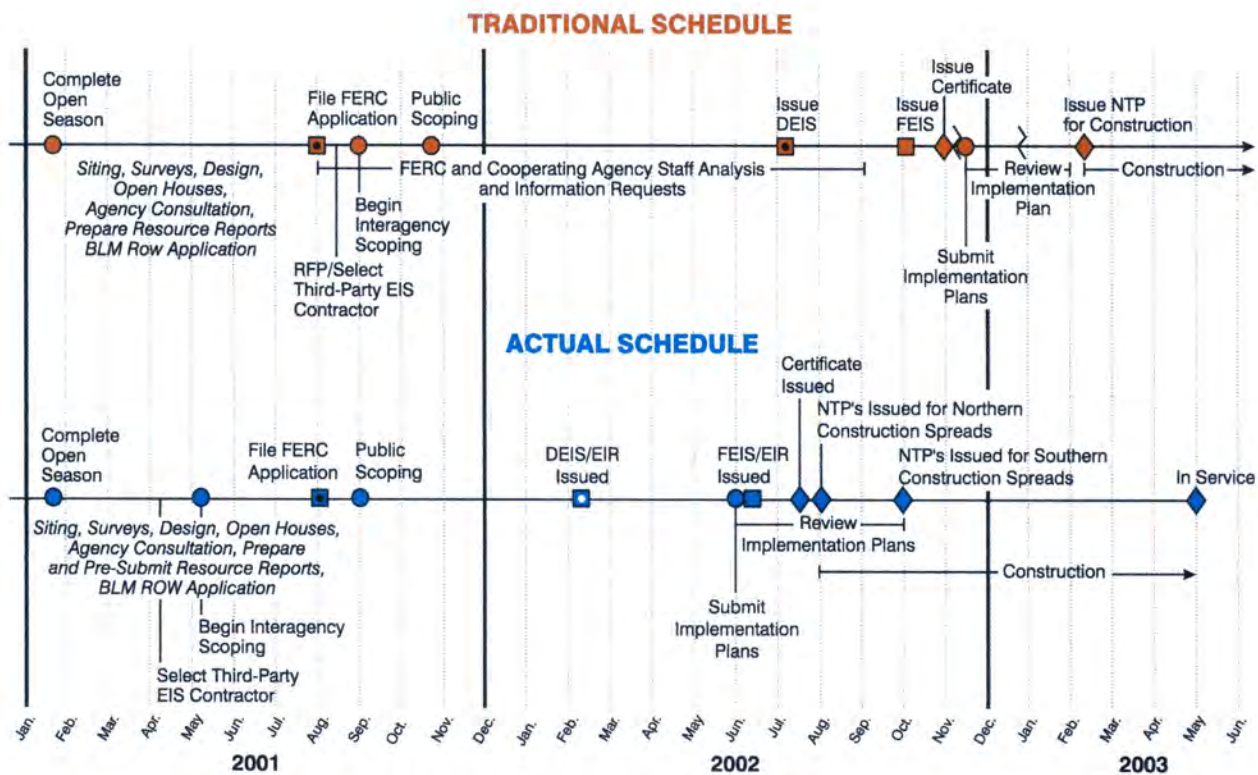 TRADITIONAL SCHEDULE
Complete
Open
Season
File FERC
Application
Public
Scoping
Issue
DEIS
Issue
FEIS
Issue
Certificate
Issue NTP
for Construction
Siting, Surveys, Design,
Open Houses,
Agency Consultation,
Prepare Resource Reports
BLM Row Application
FERC and Cooperating Agency Staff Analysis
and Information Requests
Review
Implementation
Plan
Construction
Begin
Interagency
Scoping
RFP/Select
Third-Party EIS
Contractor
Submit
Implementation
Plans
ACTUAL SCHEDULE
Complete
Open
Season
File FERC
Application
Public
Scoping
DEIS/EIR
Issued
FEIS/EIR
Issued
Certificate
Issued
NTP's Issued for Northern
Construction Spreads
NTP's Issued for Southern
Construction Spreads
In Service
Siting, Surveys, Design, Open Houses,
Agency Consultation, Prepare
and Pre-Submit Resource Reports,
BLM ROW Application
Review
Implementation Plans
Construction
Begin Interagency
Scoping
Select Third-Party
EIS Contractor
Submit
Implementation
Plans
Jan. Feb. Mar. Apr. May Jun. Jul. Aug. Sep. Oct. Nov. Dec. Jan. Feb. Mar. Apr. May Jun. Jul. Aug. Sep. Oct. Nov. Dec. Jan. Feb. Mar. Apr. May Jun.
2001 2002 2003